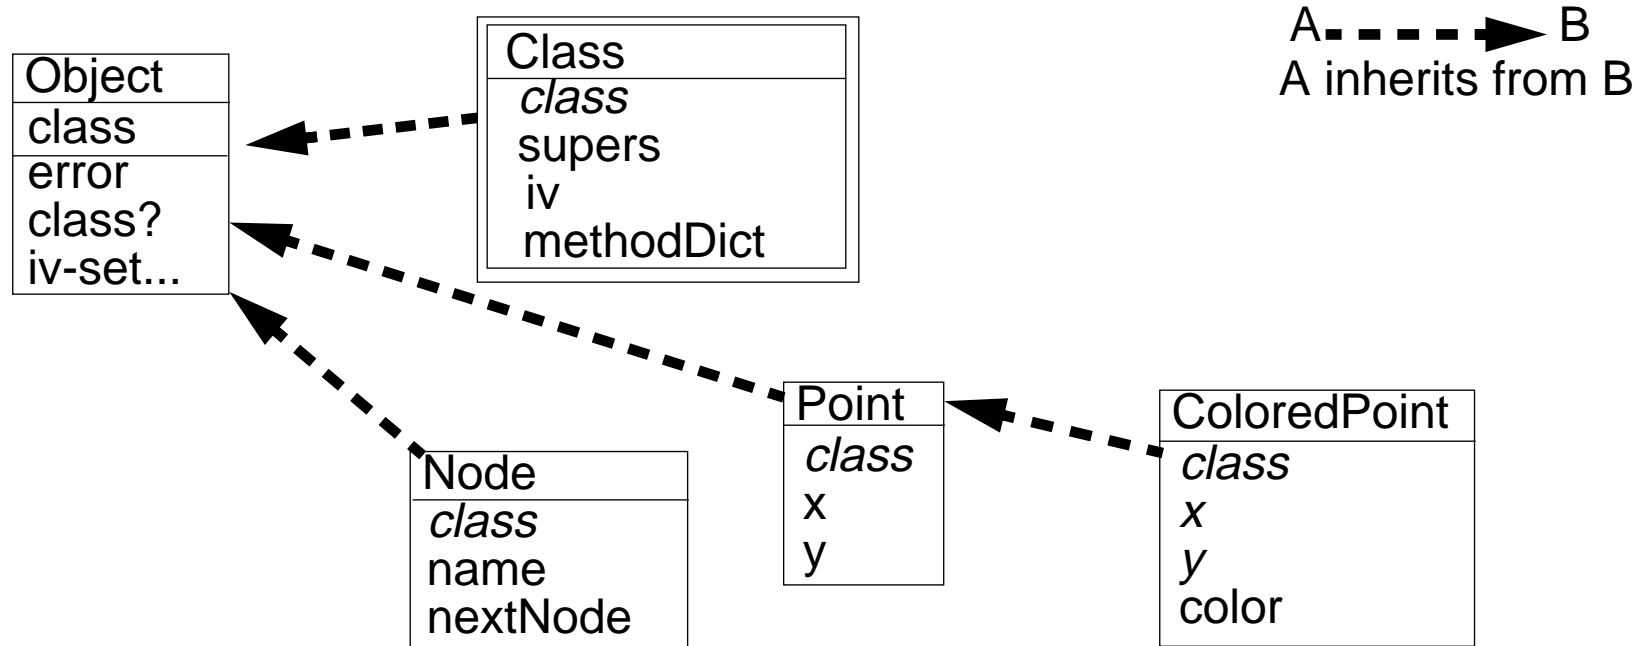 Object
class
error
class?
iv-set...
Class
class
supers
iv
methodDict
A B
A inherits from B
Node
class
name
nextNode
Point
class
x
y
ColoredPoint
class
x
y
color